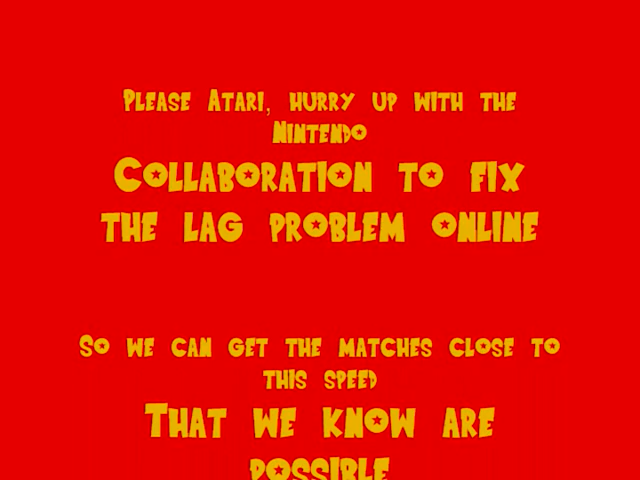 Please Atari, hurry up with the
Nintendo
Collaboration to fix
the lag problem online
So we can get the matches close to
this speed
That we know are
possible